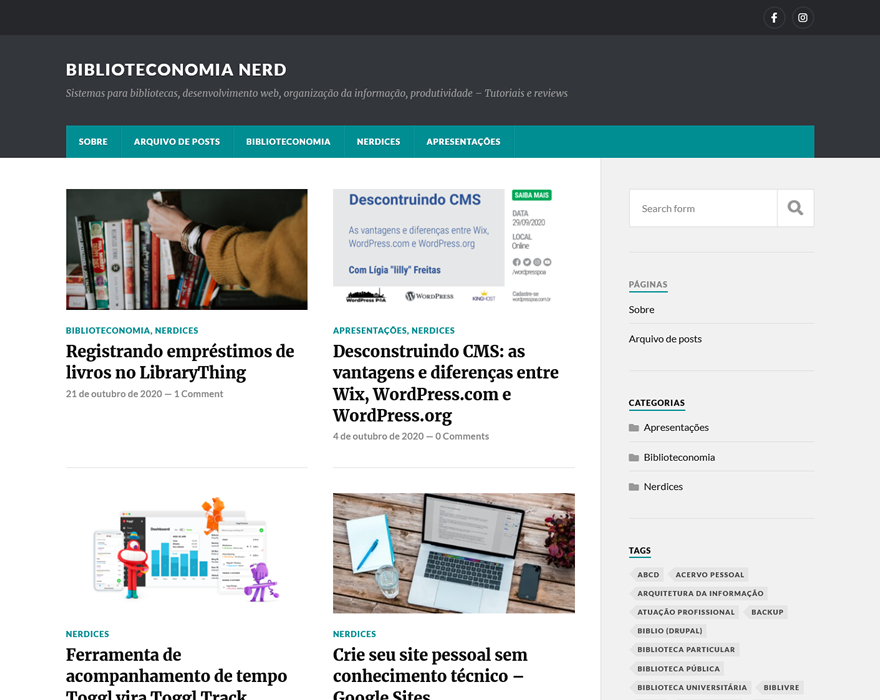 BIBLIOTECONOMIA NERD
Sistemas para bibliotecas, desenvolvimento web, organização da informação, produtividade – Tutoriais e reviews
SOBRE
ARQUIVO DE POSTS
BIBLIOTECONOMIA
NERDICES
APRESENTAÇÕES
Descontruindo CMS
As vantagens e diferenças entre Wix,
WordPress.com e WordPress.org
Com Lígia "lilly" Freitas
SAIBA MAIS
DATA
29/09/2020
LOCAL
Online
/wordpresspoa
WordPress P∅A
WORDPRESS
KINGHOST
Cadastre-se
wordpresspoa.com.br
BIBLIOTECONOMIA, NERDICES
Registrando empréstimos de
livros no LibraryThing
21 de outubro de 2020 — 1 Comment
APRESENTAÇÕES, NERDICES
Desconstruindo CMS: as
vantagens e diferenças entre
Wix, WordPress.com e
WordPress.org
4 de outubro de 2020 — 0 Comments
toggl
Dashboard
NERDICES
Ferramenta de
acompanhamento de tempo
Toggl vira Toggl Track
NERDICES
Crie seu site pessoal sem
conhecimento técnico –
Google Sites
Search form
PÁGINAS
Sobre
Arquivo de posts
CATEGORIAS
Apresentações
Biblioteconomia
Nerdices
TAGS
ABCD
ACERVO PESSOAL
ARQUITETURA DA INFORMAÇÃO
ATUAÇÃO PROFISSIONAL
BACKUP
BIBLIO (DRUPAL)
BIBLIOTECA PARTICULAR
BIBLIOTECA PÚBLICA
BIBLIOTECA UNIVERSITÁRIA
BIBLIVRE